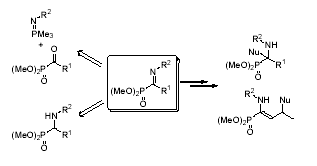 N R²
PMe₃
+
O
(MeO)₂P R¹
O
HN R²
(MeO)₂P R¹
O
N R²
(MeO)₂P R¹
O
R² NH
Nu
(MeO)₂P R¹
O
NH Nu
R²
(MeO)₂P
O